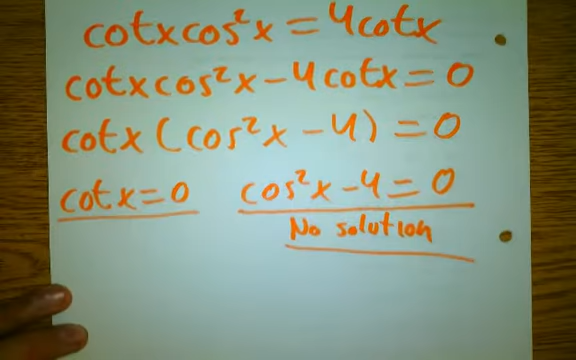 cotxcos²x=4cotx
cotxcos²x-4cotx=0
cotx(cos²x-4)=0
cotx=0 cos²x-4=0
No solution